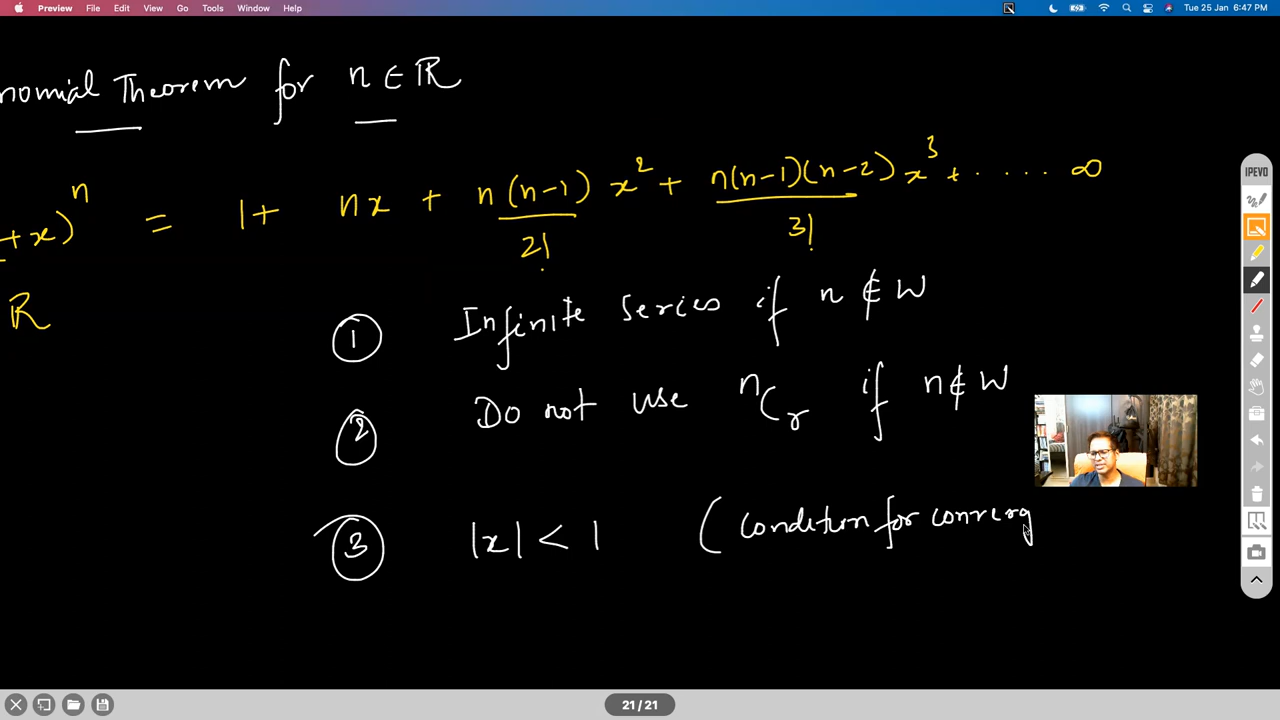 Preview File Edit View Go Tools Window Help Tue 25 Jan 6:47 PM
nomial Theorem for n ∈ ℝ
+x)ⁿ = 1 + nx + n(n-1)/2! x² + n(n-1)(n-2)/3! x³ + ..... ∞
ℝ
① Infinite series if n ∉ W
② Do not use ⁿCᵣ if n ∉ W
③ |x| < 1 (condition for converg
IPEVO
21 / 21